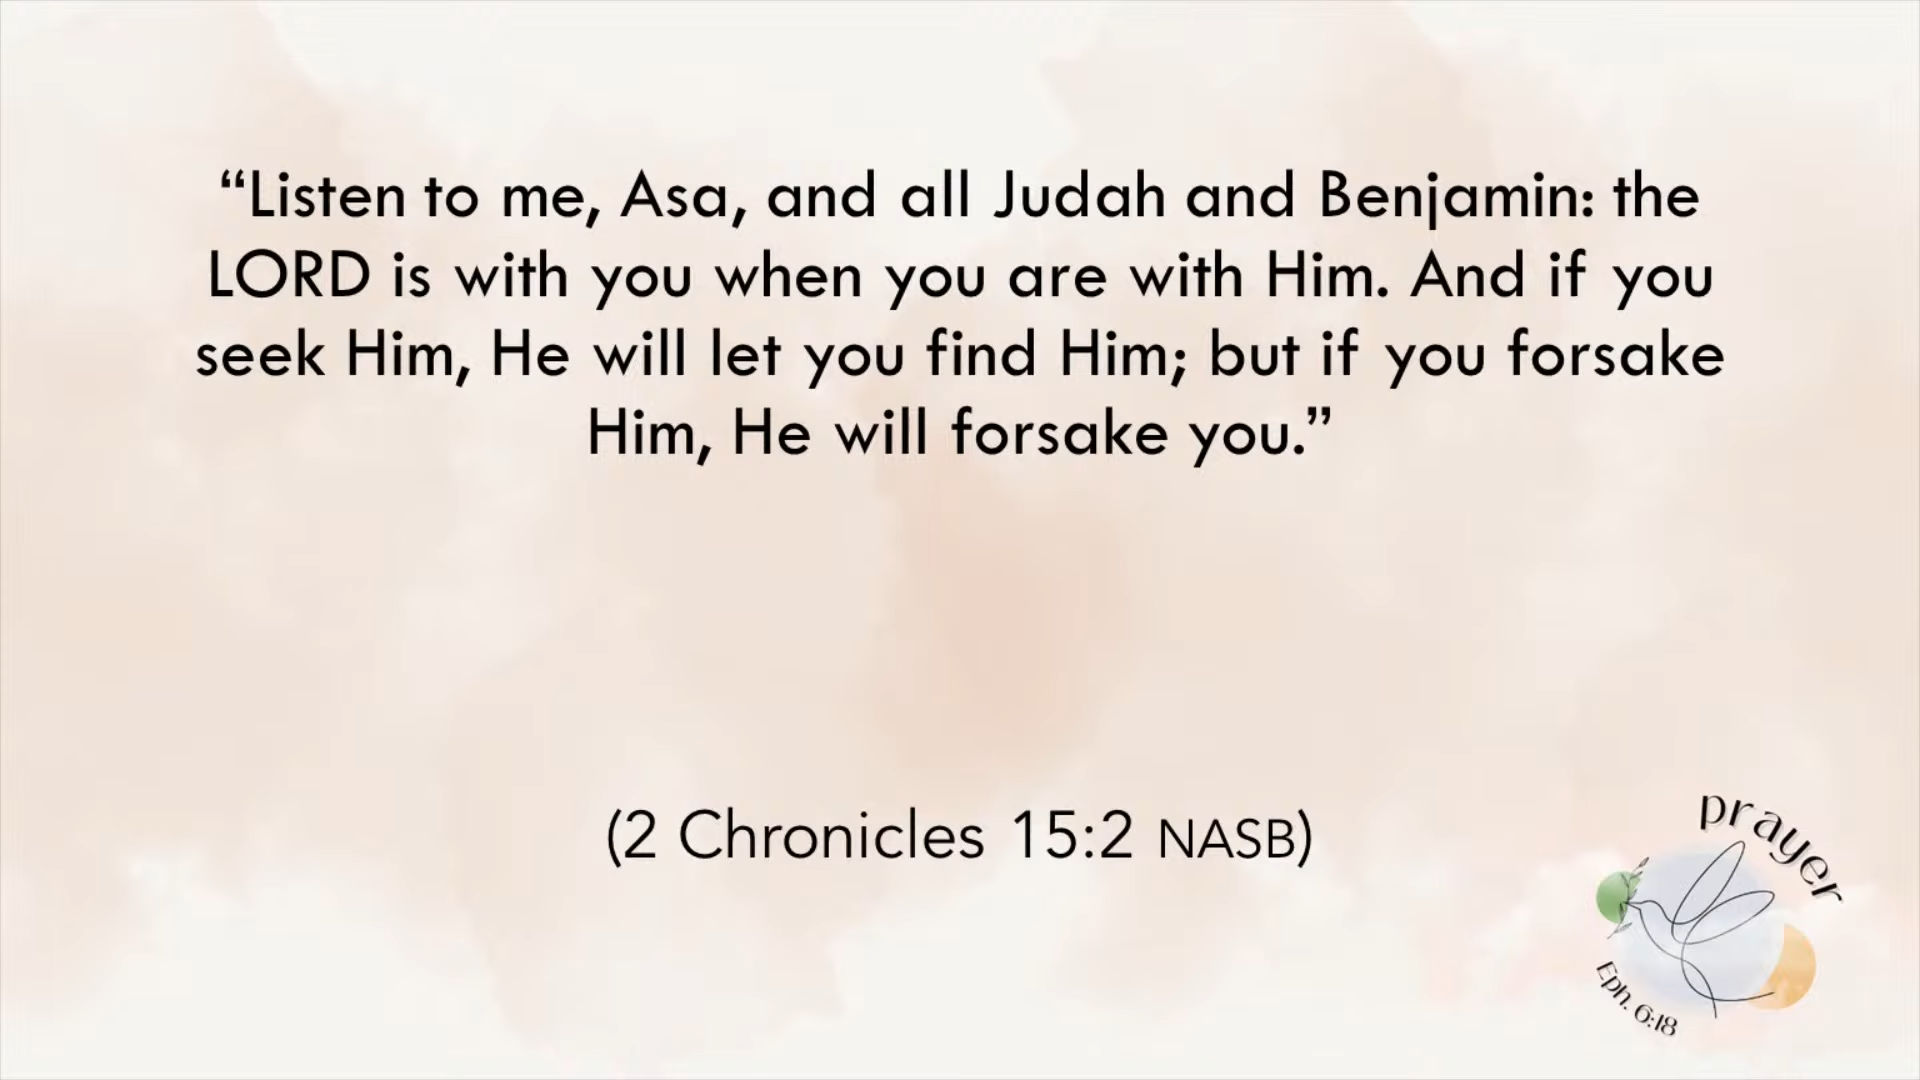 “Listen to me, Asa, and all Judah and Benjamin: the
LORD is with you when you are with Him. And if you
seek Him, He will let you find Him; but if you forsake
Him, He will forsake you.”
(2 Chronicles 15:2 NASB)
prayer
Eph. 6:18